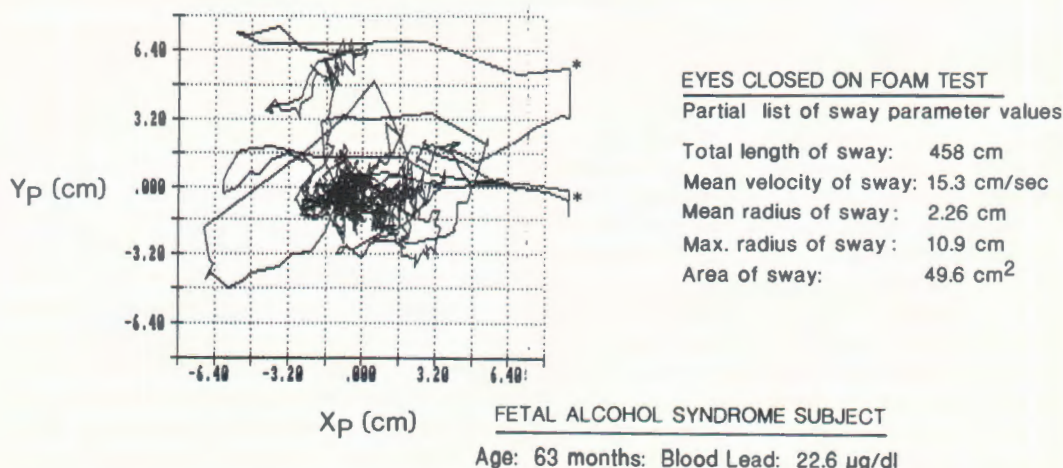 6.40
3.20
.000
-3.20
-6.40
Yp (cm)
-6.40 -3.20 .000 3.20 6.40
Xp (cm)
*
*
EYES CLOSED ON FOAM TEST
Partial list of sway parameter values
Total length of sway: 458 cm
Mean velocity of sway: 15.3 cm/sec
Mean radius of sway: 2.26 cm
Max. radius of sway: 10.9 cm
Area of sway: 49.6 cm2
FETAL ALCOHOL SYNDROME SUBJECT
Age: 63 months: Blood Lead: 22.6 µg/dl